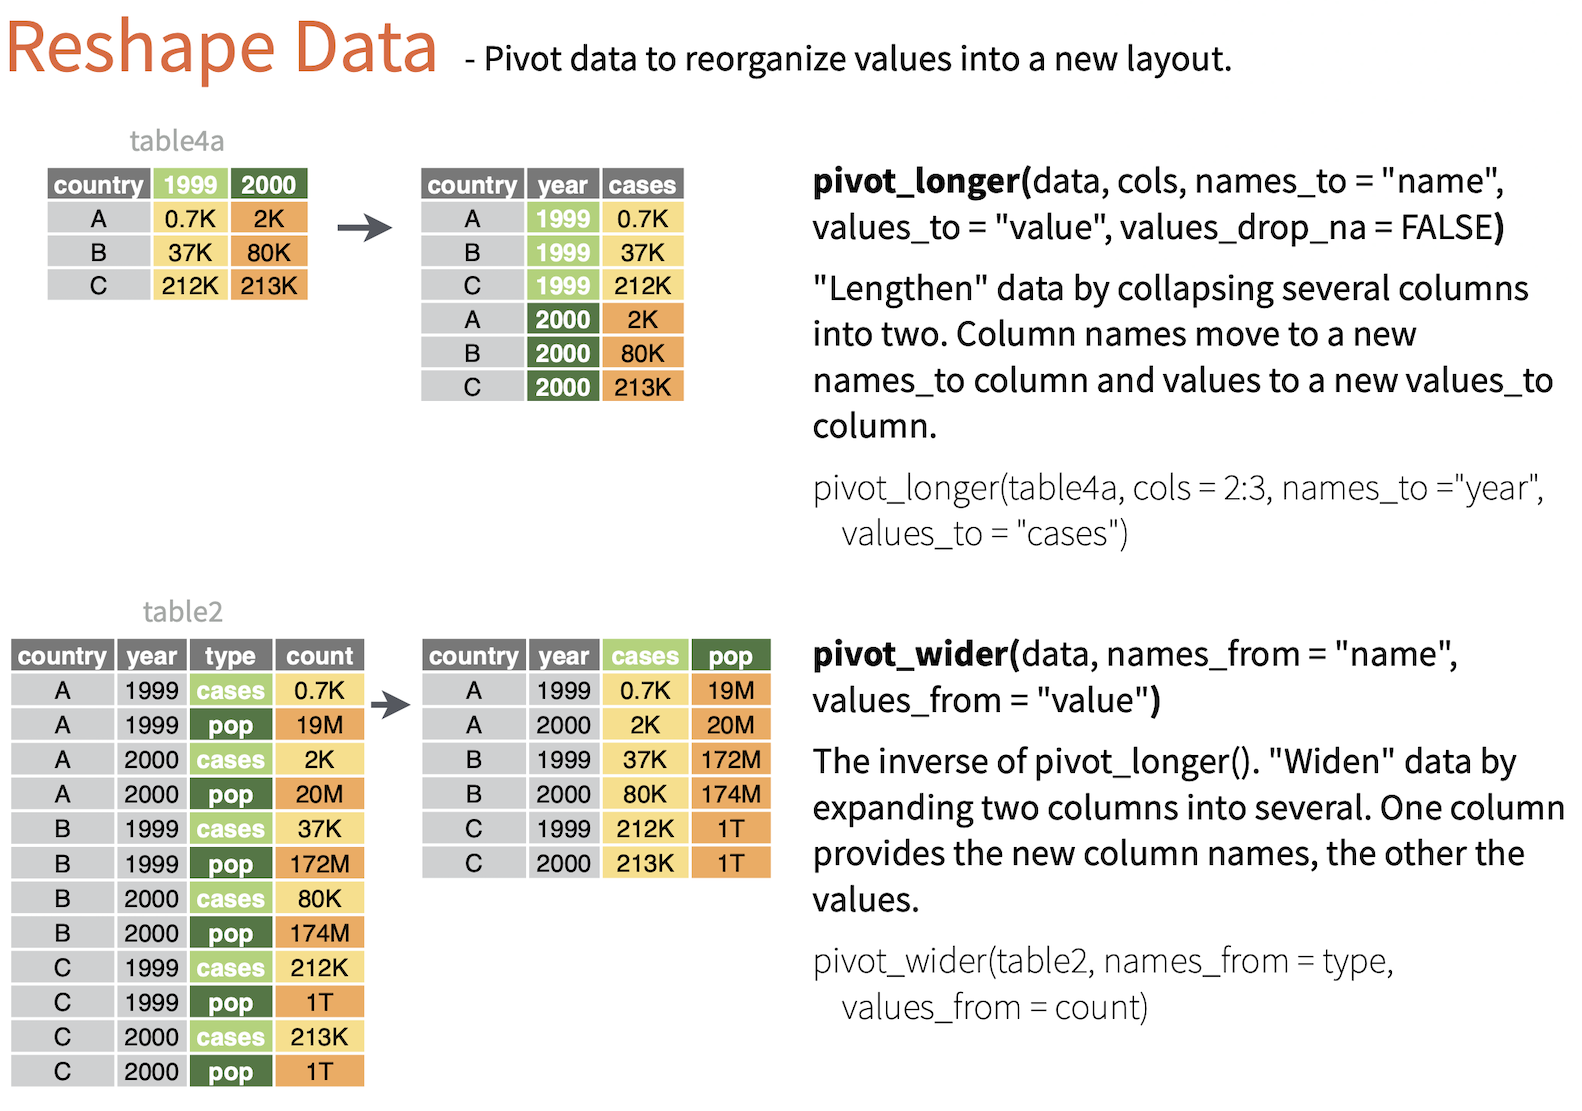 Reshape Data - Pivot data to reorganize values into a new layout.
table4a
country 1999 2000
A 0.7K 2K
B 37K 80K
C 212K 213K
country year cases
A 1999 0.7K
B 1999 37K
C 1999 212K
A 2000 2K
B 2000 80K
C 2000 213K
pivot_longer(data, cols, names_to = "name",
values_to = "value", values_drop_na = FALSE)
"Lengthen" data by collapsing several columns
into two. Column names move to a new
names_to column and values to a new values_to
column.
pivot_longer(table4a, cols = 2:3, names_to ="year",
values_to = "cases")
table2
country year type count
A 1999 cases 0.7K
A 1999 pop 19M
A 2000 cases 2K
A 2000 pop 20M
B 1999 cases 37K
B 1999 pop 172M
B 2000 cases 80K
B 2000 pop 174M
C 1999 cases 212K
C 1999 pop 1T
C 2000 cases 213K
C 2000 pop 1T
country year cases pop
A 1999 0.7K 19M
A 2000 2K 20M
B 1999 37K 172M
B 2000 80K 174M
C 1999 212K 1T
C 2000 213K 1T
pivot_wider(data, names_from = "name",
values_from = "value")
The inverse of pivot_longer(). "Widen" data by
expanding two columns into several. One column
provides the new column names, the other the
values.
pivot_wider(table2, names_from = type,
values_from = count)